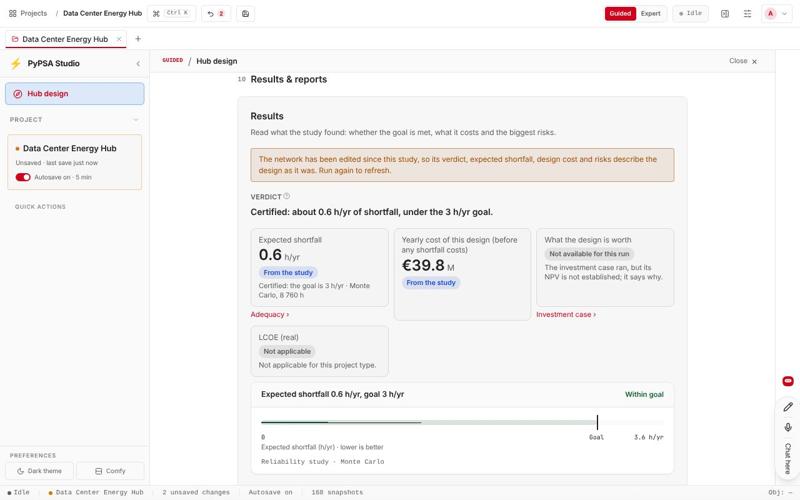 Projects / Data Center Energy Hub Ctrl K 2 Guided Expert Idle A
Data Center Energy Hub × +
PyPSA Studio
GUIDED / Hub design Close ×
Hub design
PROJECT
Data Center Energy Hub
Unsaved · last save just now
Autosave on · 5 min
QUICK ACTIONS
10 Results & reports
Results
Read what the study found: whether the goal is met, what it costs and the biggest risks.
The network has been edited since this study, so its verdict, expected shortfall, design cost and risks describe the
design as it was. Run again to refresh.
VERDICT ?
Certified: about 0.6 h/yr of shortfall, under the 3 h/yr goal.
Expected shortfall
0.6 h/yr
From the study
Certified: the goal is 3 h/yr · Monte
Carlo, 8 760 h
Adequacy ›
Yearly cost of this design (before
any shortfall costs)
€39.8 M
From the study
What the design is worth
Not available for this run
The investment case ran, but its
NPV is not established; it says why.
Investment case ›
LCOE (real)
Not applicable
Not applicable for this project type.
Expected shortfall 0.6 h/yr, goal 3 h/yr Within goal
0 Goal 3.6 h/yr
Expected shortfall (h/yr) · lower is better
Reliability study · Monte Carlo
Chat here
PREFERENCES
Dark theme Comfy
Idle Data Center Energy Hub 2 unsaved changes Autosave on 168 snapshots Obj: —